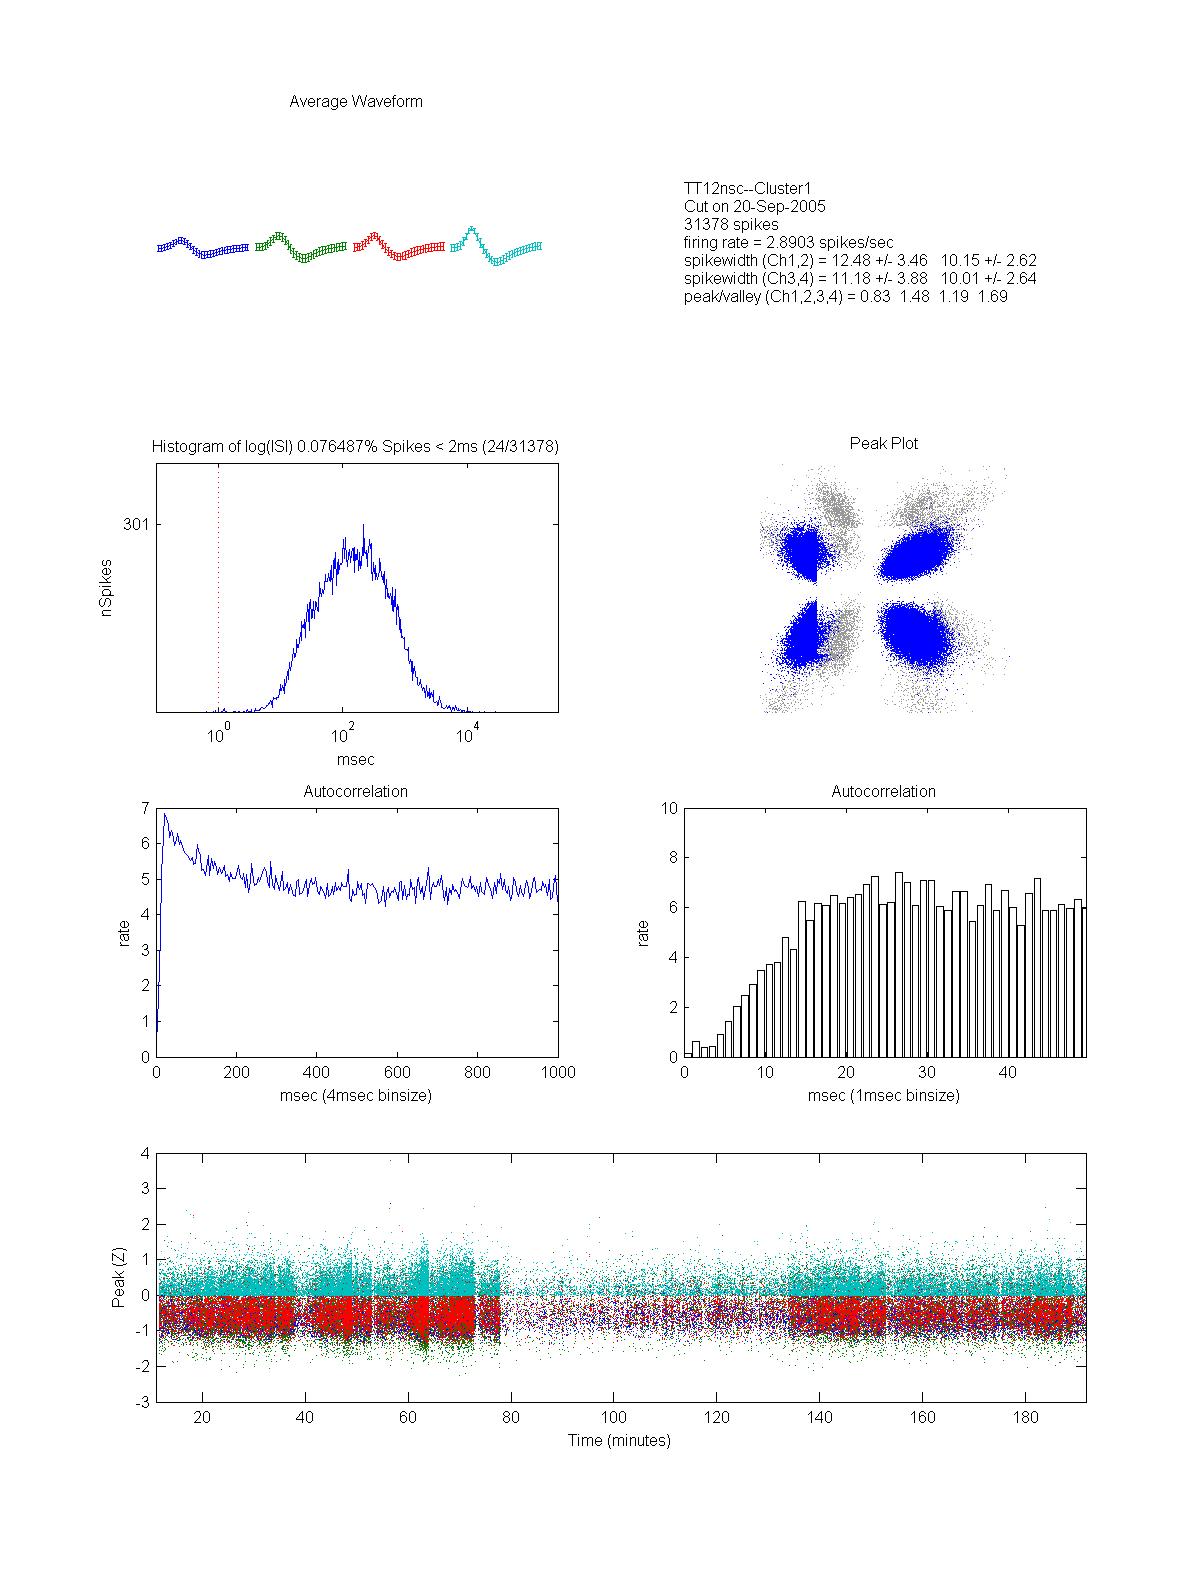 Average Waveform
TT12nsc--Cluster1
Cut on 20-Sep-2005
31378 spikes
firing rate = 2.8903 spikes/sec
spikewidth (Ch1,2) = 12.48 +/- 3.46   10.15 +/- 2.62
spikewidth (Ch3,4) = 11.18 +/- 3.88   10.01 +/- 2.64
peak/valley (Ch1,2,3,4) = 0.83  1.48  1.19  1.69
Histogram of log(ISI) 0.076487% Spikes < 2ms (24/31378)
301
nSpikes
10^0 10^2 10^4
msec
Peak Plot
Autocorrelation
7
6
5
4
3
2
1
0
rate
0 200 400 600 800 1000
msec (4msec binsize)
Autocorrelation
10
8
6
4
2
0
rate
0 10 20 30 40
msec (1msec binsize)
4
3
2
1
0
-1
-2
-3
Peak (Z)
20 40 60 80 100 120 140 160 180
Time (minutes)